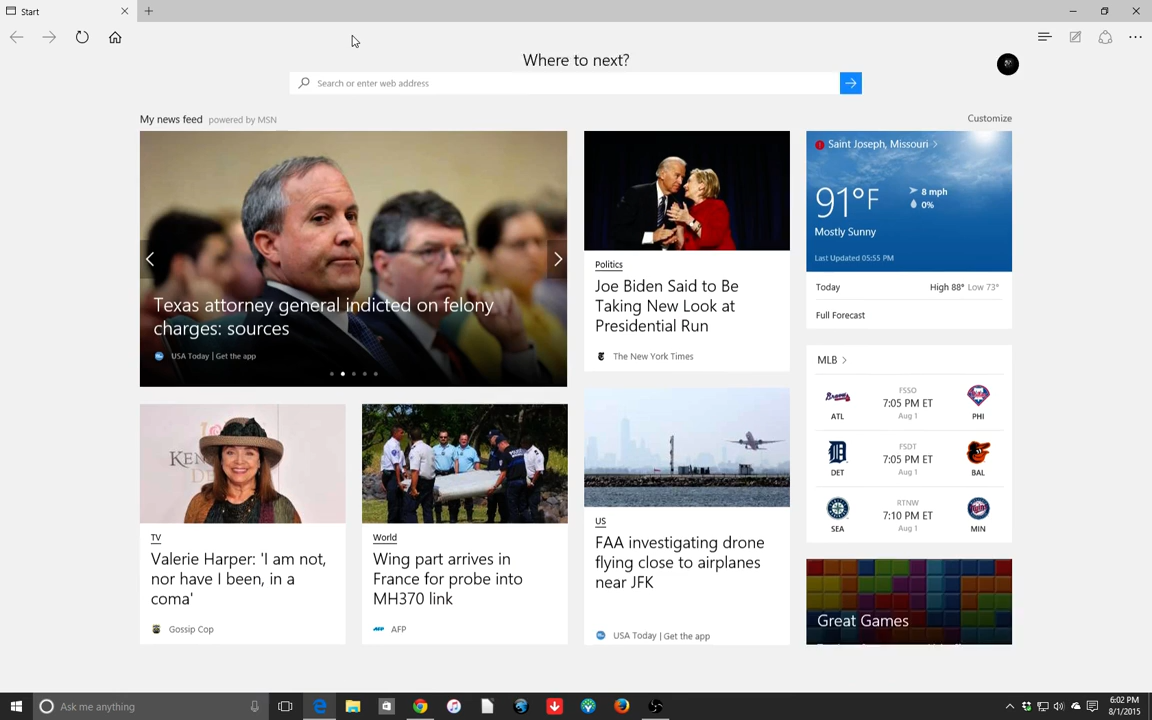 Start
Where to next?
Search or enter web address
My news feed powered by MSN
Customize
Texas attorney general indicted on felony
charges: sources
USA Today | Get the app
Politics
Joe Biden Said to Be
Taking New Look at
Presidential Run
The New York Times
Saint Joseph, Missouri
91°F
8 mph
0%
Mostly Sunny
Last Updated 05:55 PM
Today High 88° Low 73°
Full Forecast
MLB
FSSO
7:05 PM ET
Aug 1
ATL
PHI
FSDT
7:05 PM ET
Aug 1
DET
BAL
RTNW
7:10 PM ET
Aug 1
SEA
MIN
TV
Valerie Harper: 'I am not,
nor have I been, in a
coma'
Gossip Cop
World
Wing part arrives in
France for probe into
MH370 link
AFP
US
FAA investigating drone
flying close to airplanes
near JFK
USA Today | Get the app
Great Games
Ask me anything
6:02 PM
8/1/2015